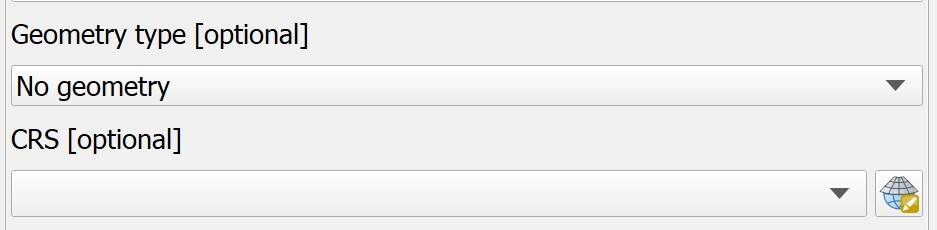 Geometry type [optional]
No geometry
CRS [optional]